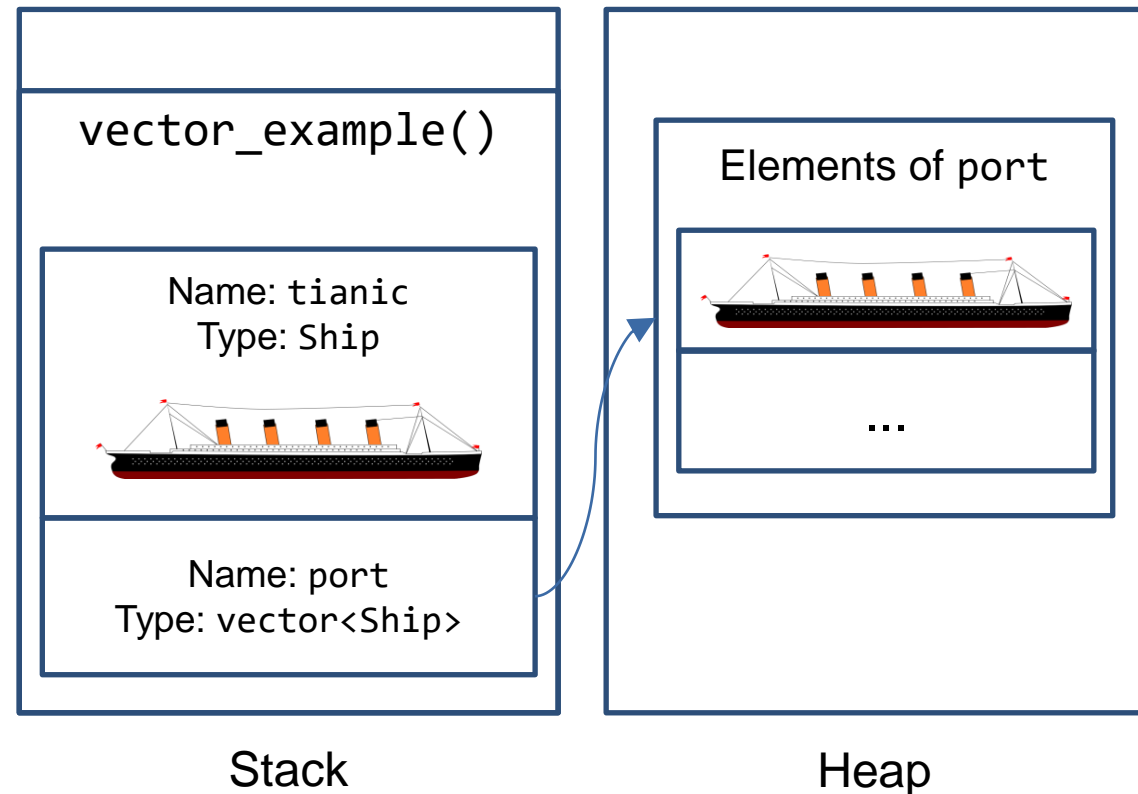 vector_example()
Name: tianic
Type: Ship
Name: port
Type: vector<Ship>
Elements of port
...
Stack
Heap